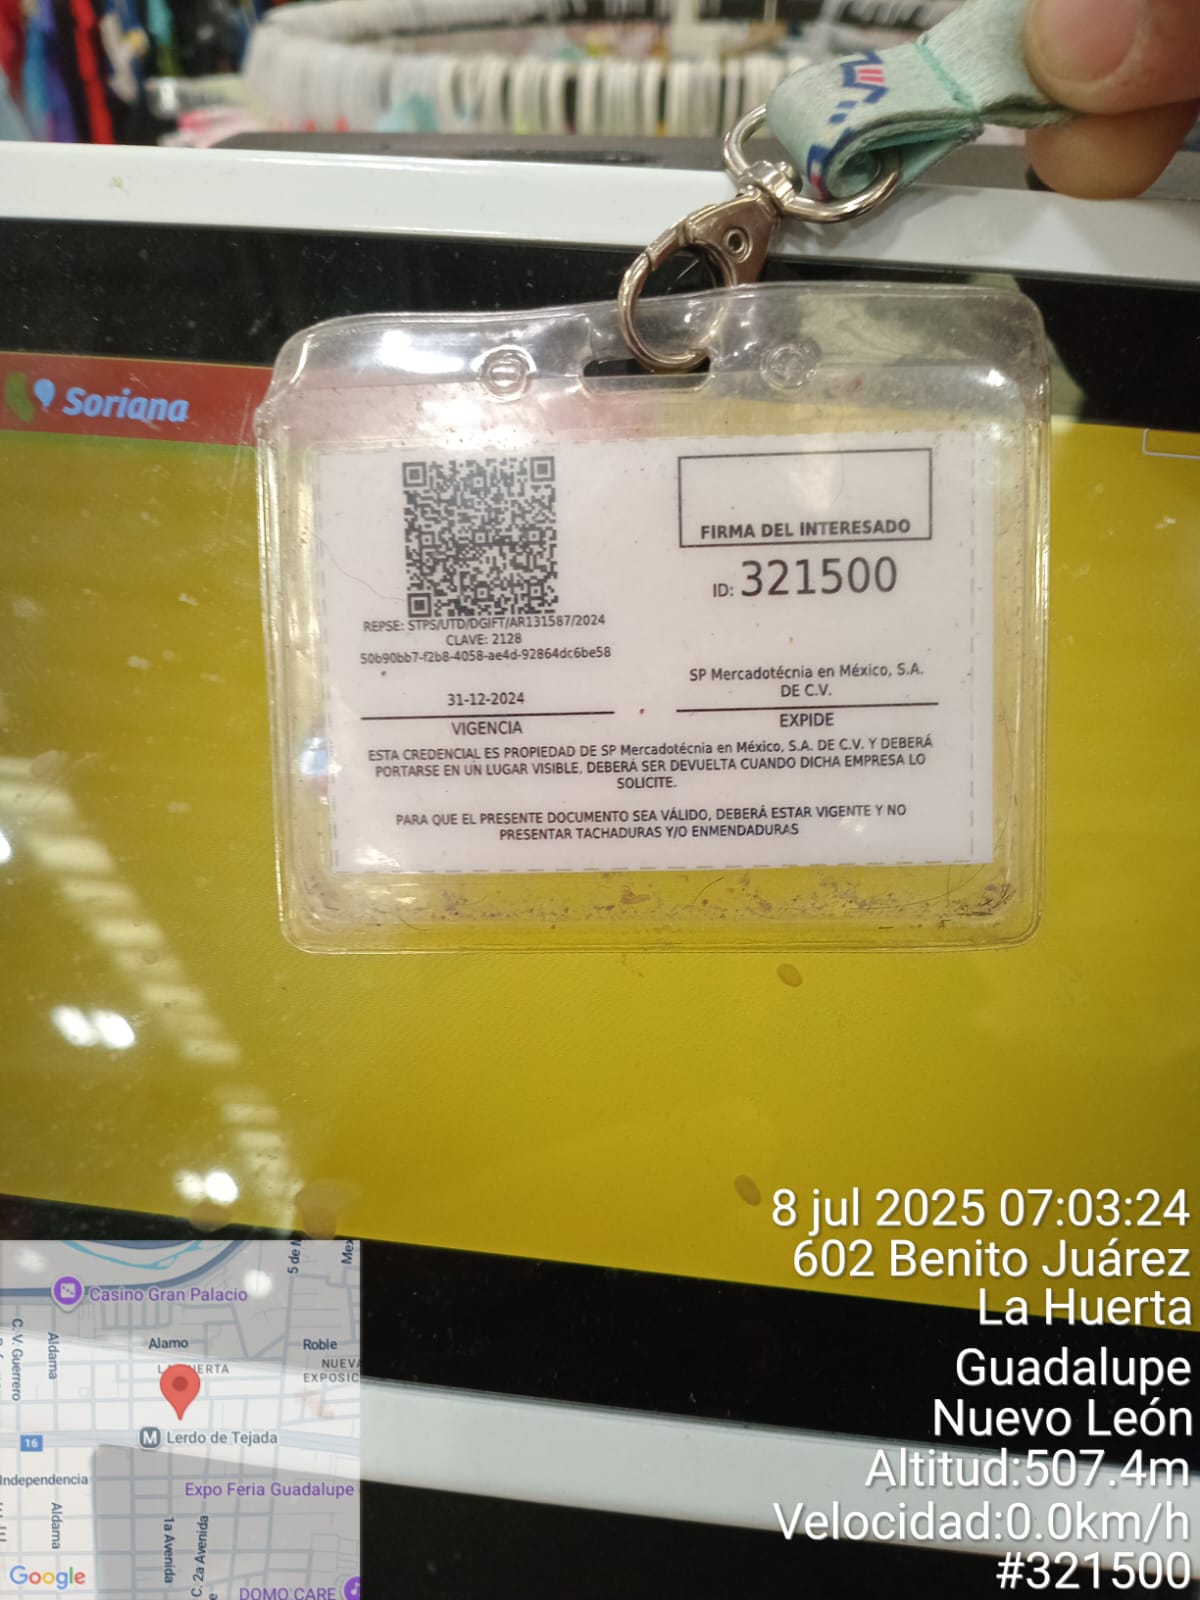 Soriana
FIRMA DEL INTERESADO
ID: 321500
REPSE: STPS/UTD/DGIFT/AR131587/2024
CLAVE: 2128
50b90bb7-f2b8-4058-ae4d-92864dc6be58
31-12-2024
VIGENCIA
SP Mercadotécnia en México, S.A.
DE C.V.
EXPIDE
ESTA CREDENCIAL ES PROPIEDAD DE SP Mercadotécnia en México, S.A. DE C.V. Y DEBERÁ
PORTARSE EN UN LUGAR VISIBLE, DEBERÁ SER DEVUELTA CUANDO DICHA EMPRESA LO
SOLICITE.
PARA QUE EL PRESENTE DOCUMENTO SEA VÁLIDO, DEBERÁ ESTAR VIGENTE Y NO
PRESENTAR TACHADURAS Y/O ENMENDADURAS
8 jul 2025 07:03:24
602 Benito Juárez
La Huerta
Guadalupe
Nuevo León
Altitud:507.4m
Velocidad:0.0km/h
#321500
Casino Gran Palacio
C. V. Guerrero
Aldama
Alamo
Roble
16
M Lerdo de Tejada
Independencia
Aldama
Expo Feria Guadalupe
1a Avenida
C. 2a Avenida
DOMO CARE
Google